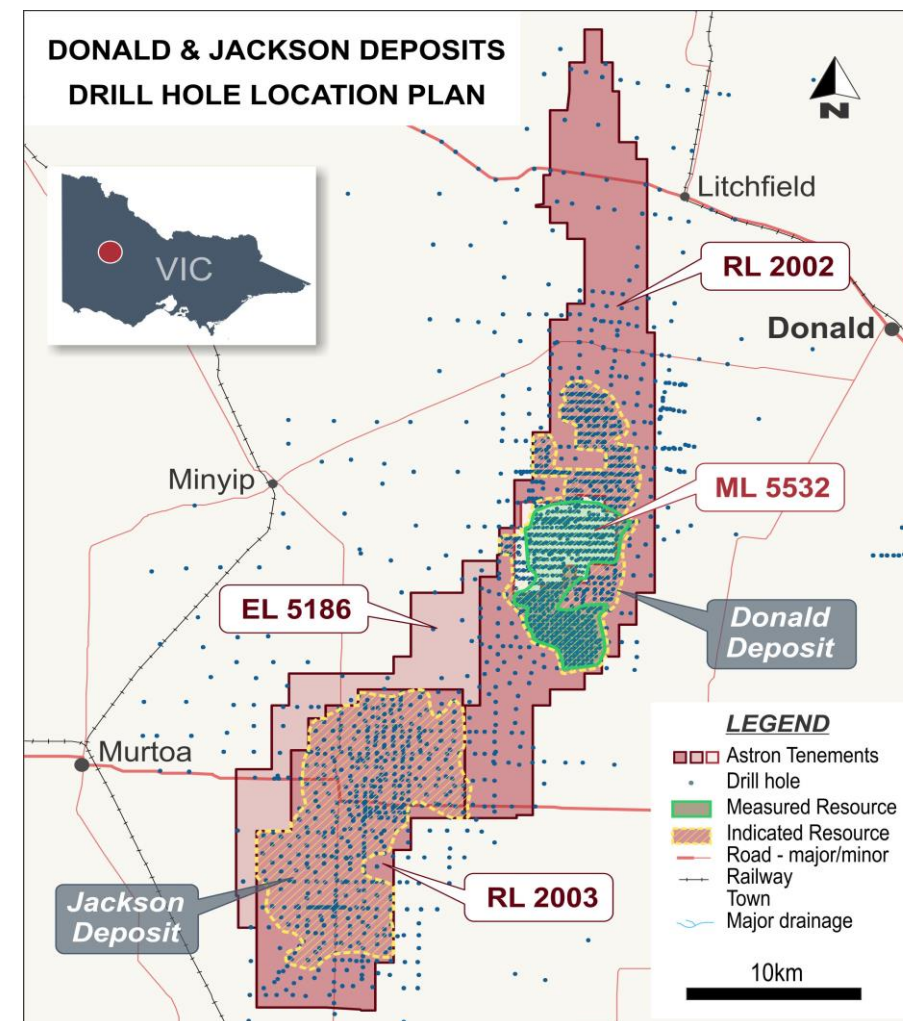 DONALD & JACKSON DEPOSITS
DRILL HOLE LOCATION PLAN
N
VIC
Litchfield
RL 2002
Donald
Minyip
ML 5532
EL 5186
Donald
Deposit
Murtoa
Jackson
Deposit
RL 2003
LEGEND
Astron Tenements
Drill hole
Measured Resource
Indicated Resource
Road - major/minor
Railway
Town
Major drainage
10km